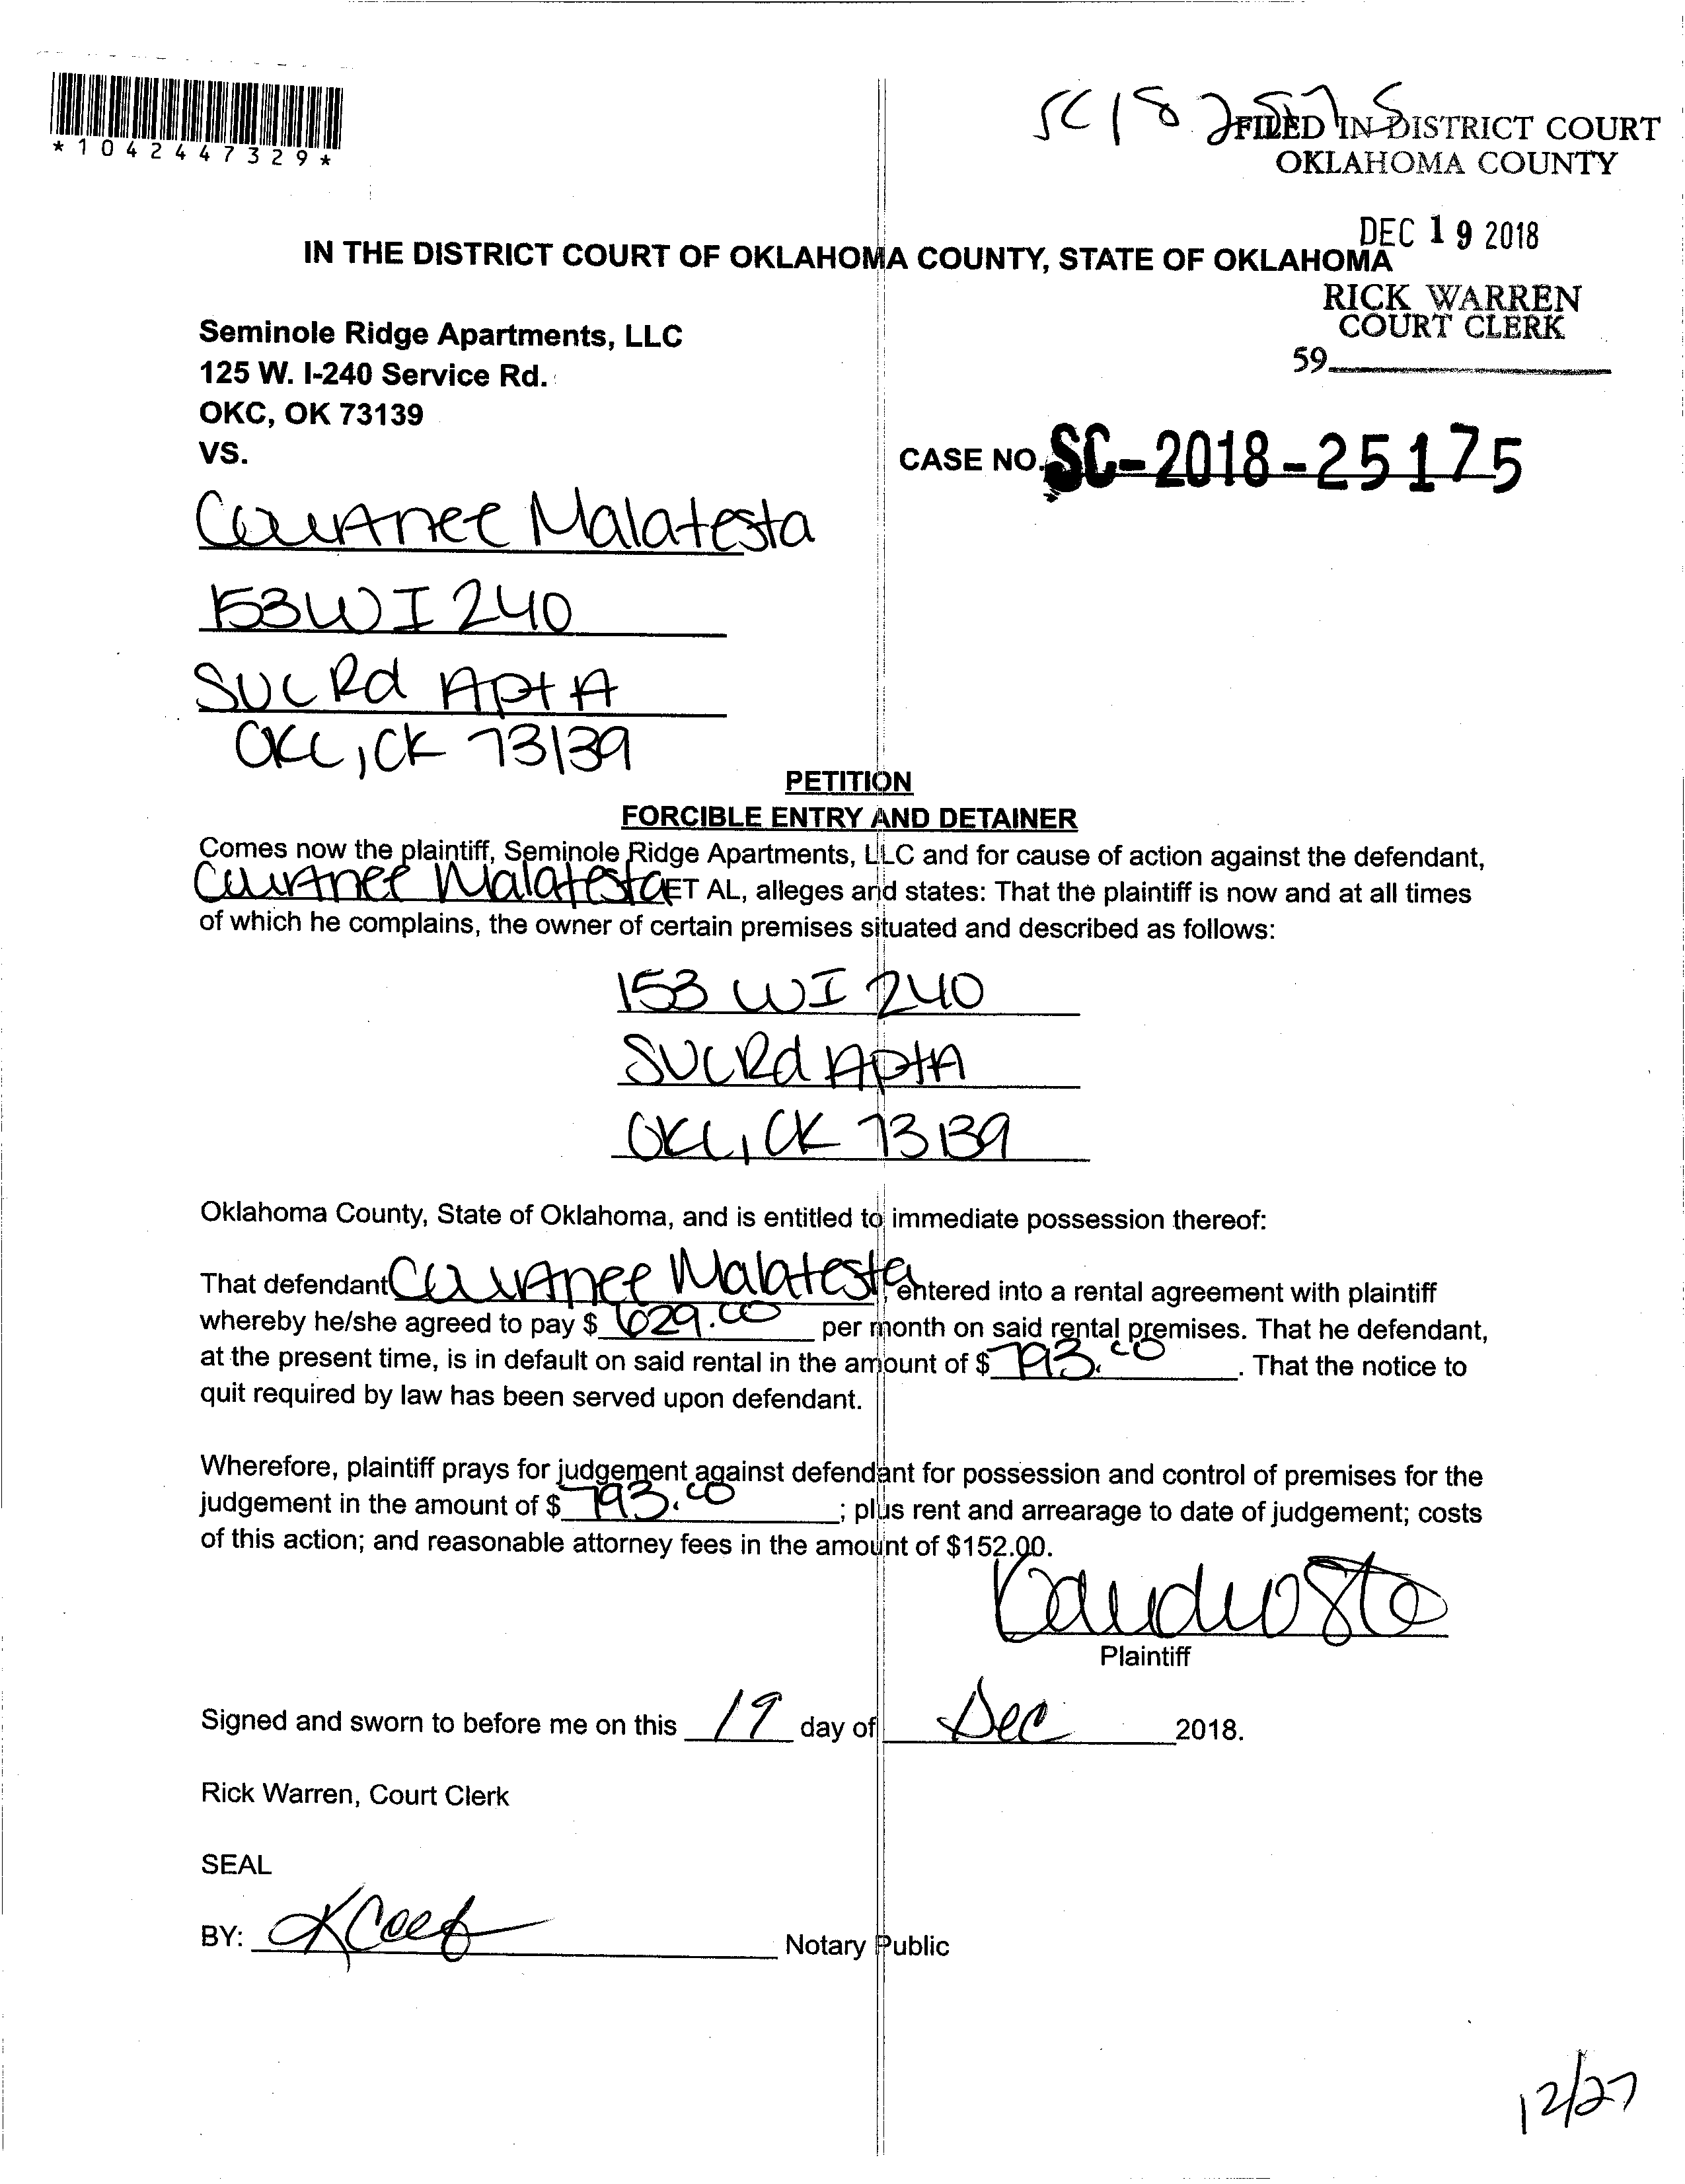 *1042447329*
FILED IN DISTRICT COURT
OKLAHOMA COUNTY
DEC 19 2018
IN THE DISTRICT COURT OF OKLAHOMA COUNTY, STATE OF OKLAHOMA
RICK WARREN
COURT CLERK
59
Seminole Ridge Apartments, LLC
125 W. I-240 Service Rd.
OKC, OK 73139
VS.
CASE NO. SC-2018-25175
Courtnee Malatesta
153 W I 240
SVC Rd Apt A
OKC, OK 73139
PETITION
FORCIBLE ENTRY AND DETAINER
Comes now the plaintiff, Seminole Ridge Apartments, LLC and for cause of action against the defendant,
Courtnee Malatesta ET AL, alleges and states: That the plaintiff is now and at all times
of which he complains, the owner of certain premises situated and described as follows:
153 W I 240
SVC Rd Apt A
OKC, OK 73139
Oklahoma County, State of Oklahoma, and is entitled to immediate possession thereof:
That defendant Courtnee Malatesta, entered into a rental agreement with plaintiff
whereby he/she agreed to pay $ 629.00 per month on said rental premises. That he defendant,
at the present time, is in default on said rental in the amount of $ 793.00. That the notice to
quit required by law has been served upon defendant.
Wherefore, plaintiff prays for judgement against defendant for possession and control of premises for the
judgement in the amount of $ 793.00; plus rent and arrearage to date of judgement; costs
of this action; and reasonable attorney fees in the amount of $152.00.
Plaintiff
Signed and sworn to before me on this 19 day of Dec 2018.
Rick Warren, Court Clerk
SEAL
BY: Notary Public
12/27